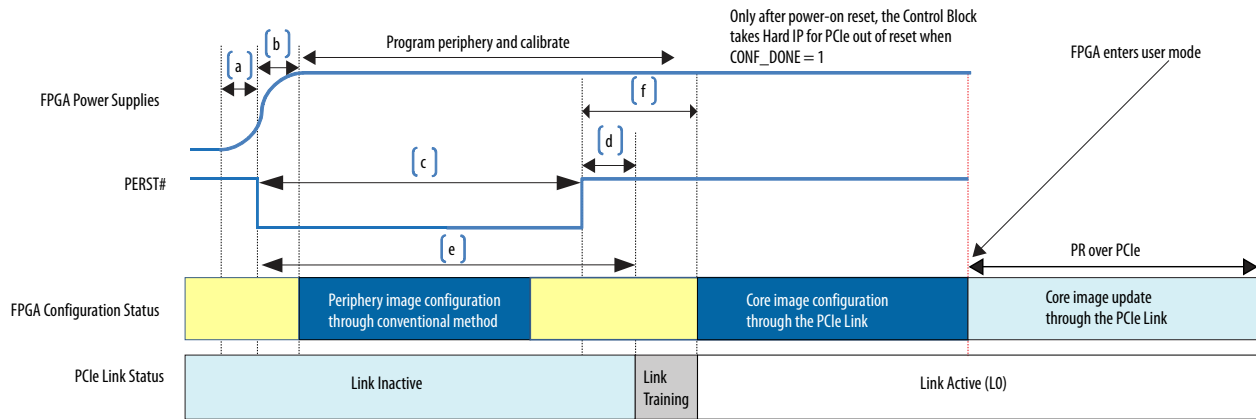 Only after power-on reset, the Control Block
takes Hard IP for PCIe out of reset when
CONF_DONE = 1
[b]
Program periphery and calibrate
FPGA enters user mode
[a]
FPGA Power Supplies
[f]
[d]
[c]
PERST#
[e]
PR over PCIe
FPGA Configuration Status
Periphery image configuration
through conventional method
Core image configuration
through the PCIe Link
Core image update
through the PCIe Link
PCIe Link Status
Link Inactive
Link
Training
Link Active (L0)